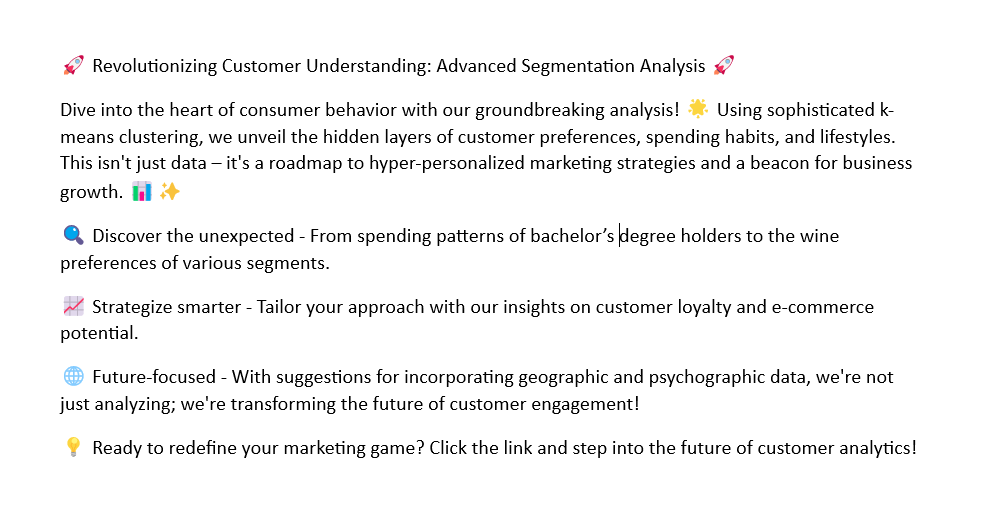 🚀 Revolutionizing Customer Understanding: Advanced Segmentation Analysis 🚀
Dive into the heart of consumer behavior with our groundbreaking analysis! 🌟 Using sophisticated k-
means clustering, we unveil the hidden layers of customer preferences, spending habits, and lifestyles.
This isn't just data – it's a roadmap to hyper-personalized marketing strategies and a beacon for business
growth. 📊 ✨
🔍 Discover the unexpected - From spending patterns of bachelor’s degree holders to the wine
preferences of various segments.
📈 Strategize smarter - Tailor your approach with our insights on customer loyalty and e-commerce
potential.
🌐 Future-focused - With suggestions for incorporating geographic and psychographic data, we're not
just analyzing; we're transforming the future of customer engagement!
💡 Ready to redefine your marketing game? Click the link and step into the future of customer analytics!